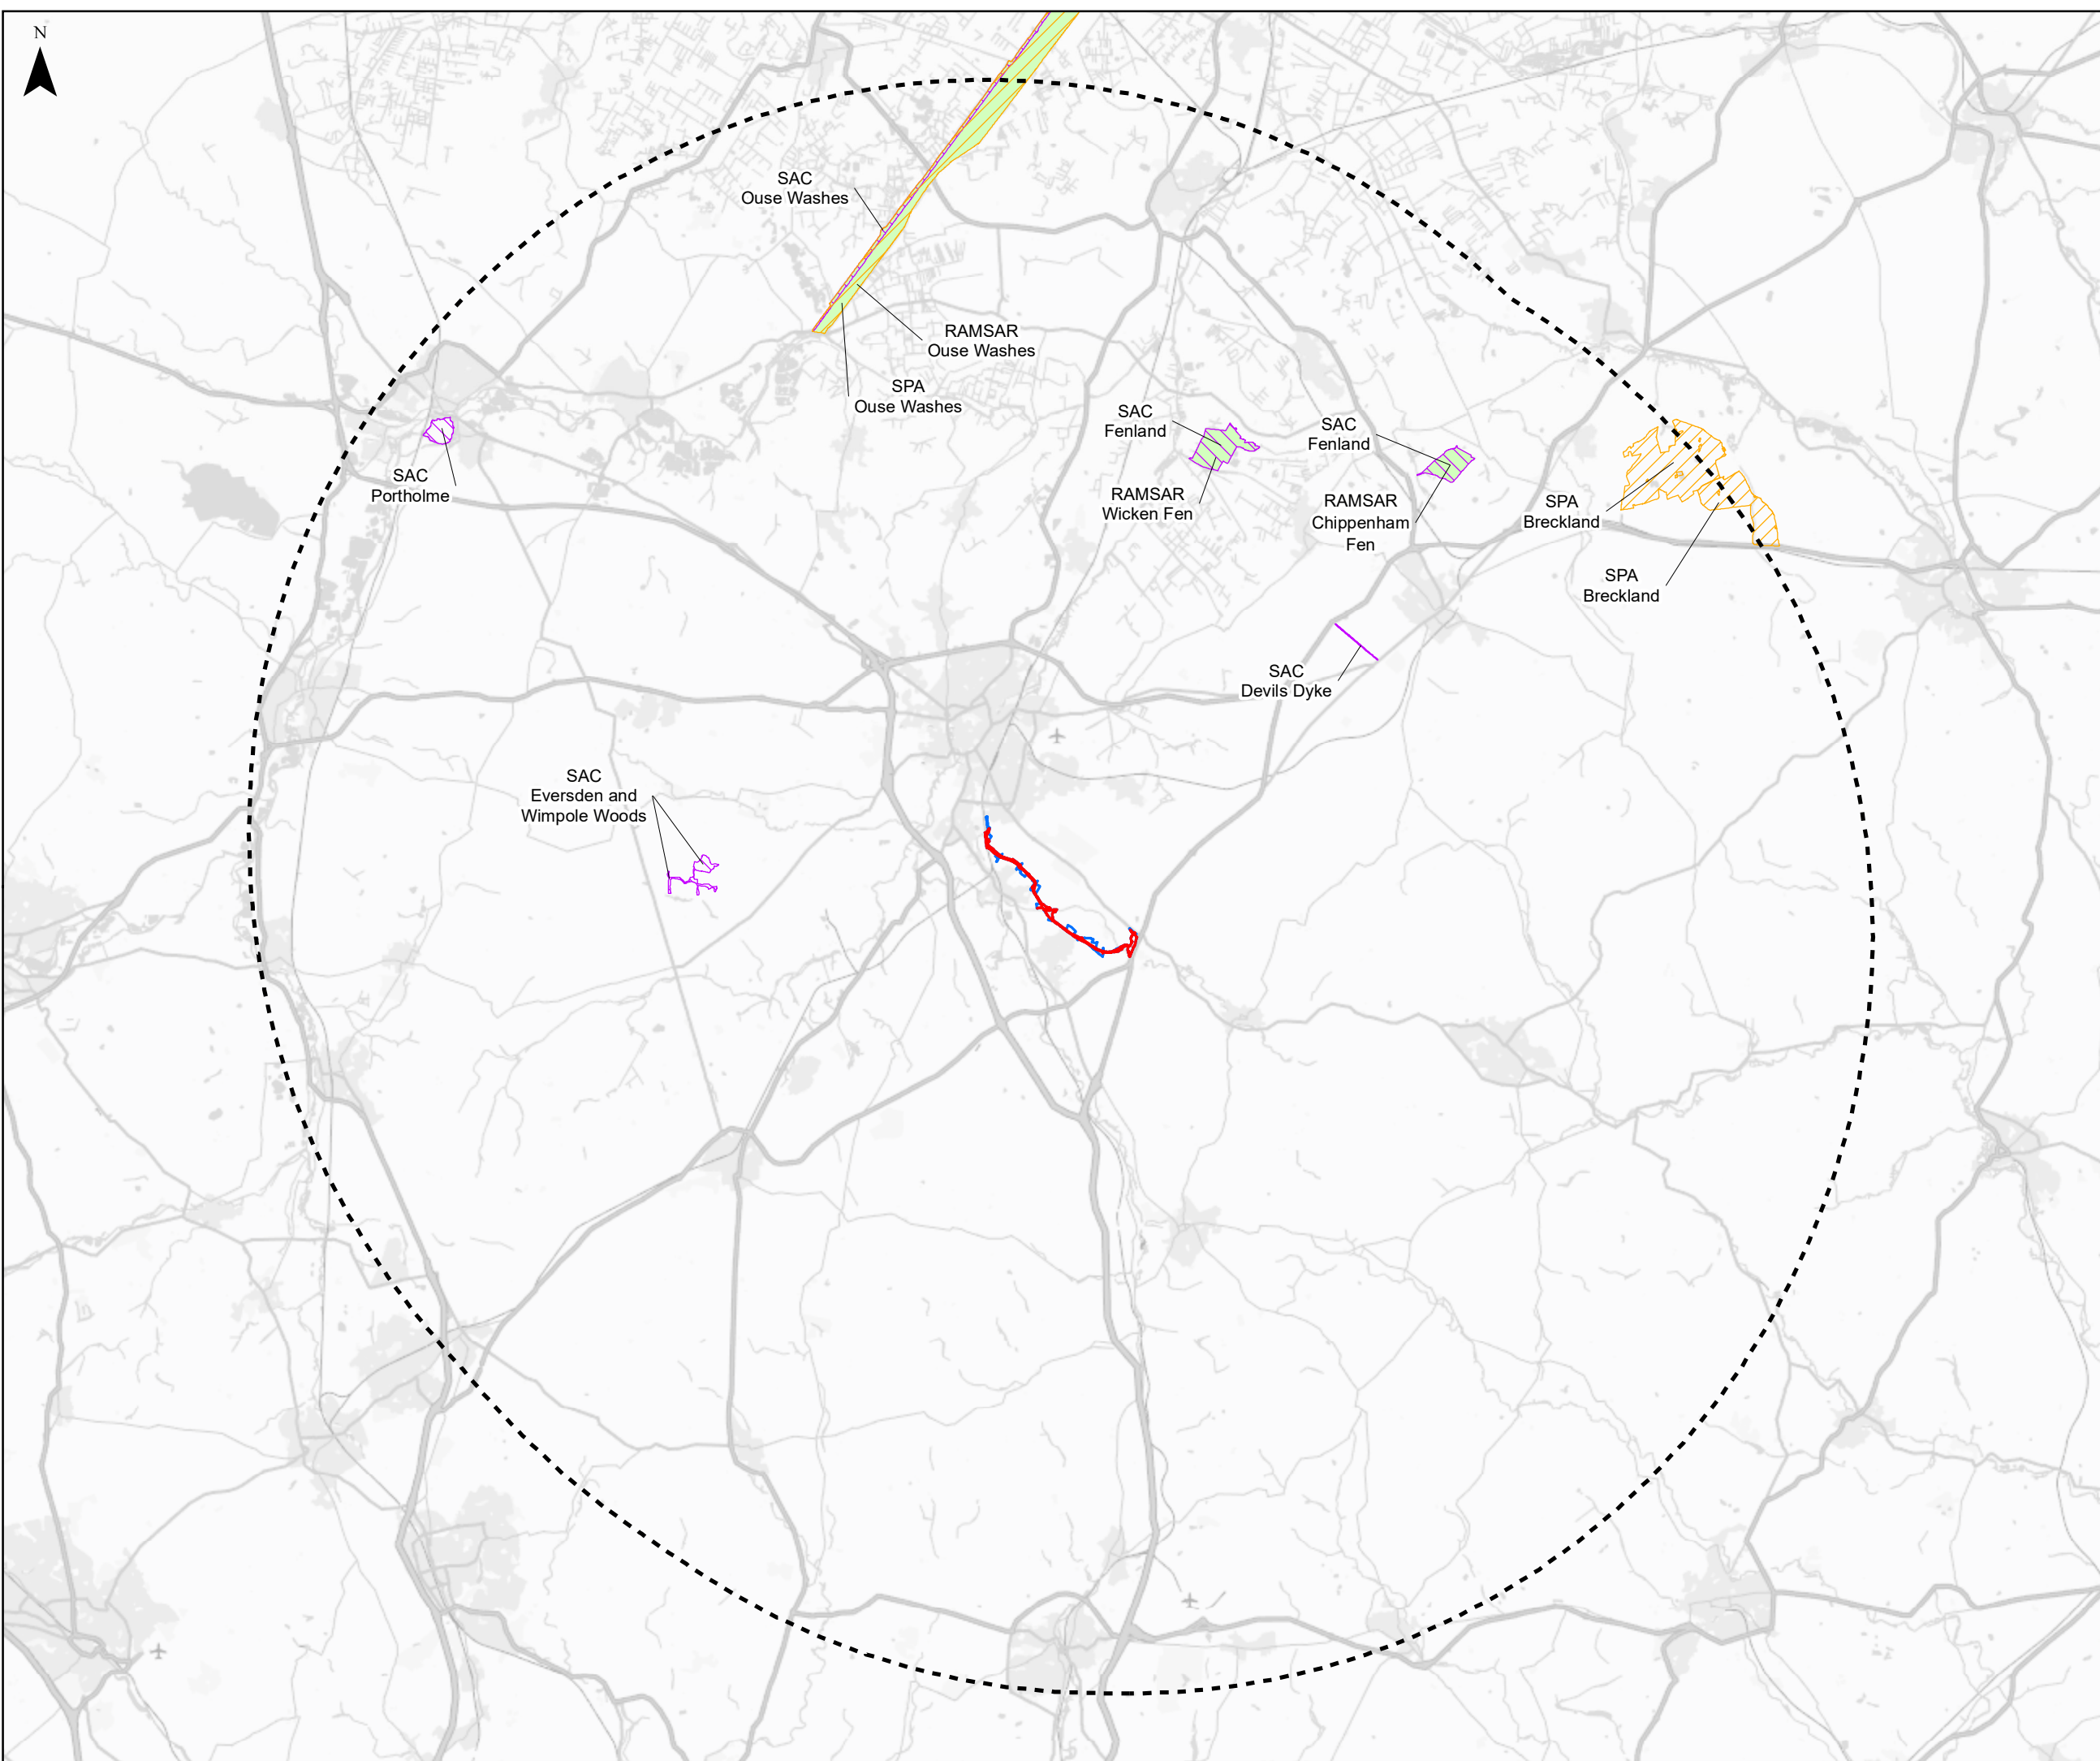 N
SAC
Ouse Washes
RAMSAR
Ouse Washes
SPA
Ouse Washes
SAC
Fenland
SAC
Fenland
SAC
Portholme
RAMSAR
Wicken Fen
RAMSAR
Chippenham
Fen
SPA
Breckland
SPA
Breckland
SAC
Devils Dyke
SAC
Eversden and
Wimpole Woods